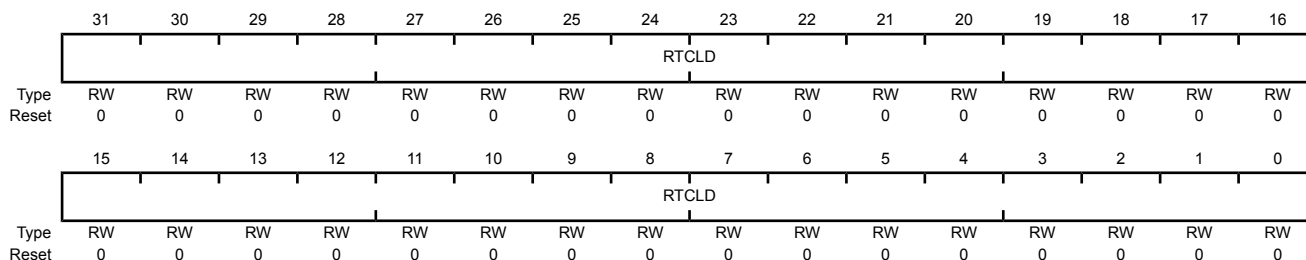 31 30 29 28 27 26 25 24 23 22 21 20 19 18 17 16
RTCLD
Type RW RW RW RW RW RW RW RW RW RW RW RW RW RW RW RW
Reset 0 0 0 0 0 0 0 0 0 0 0 0 0 0 0 0
15 14 13 12 11 10 9 8 7 6 5 4 3 2 1 0
RTCLD
Type RW RW RW RW RW RW RW RW RW RW RW RW RW RW RW RW
Reset 0 0 0 0 0 0 0 0 0 0 0 0 0 0 0 0